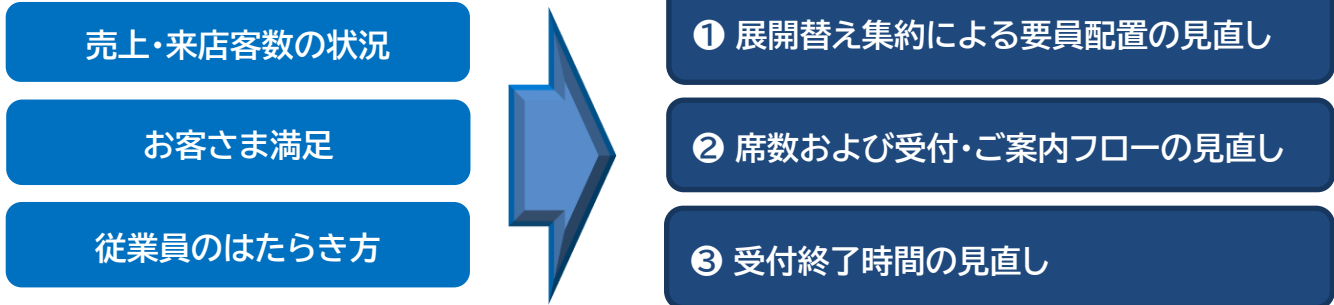 売上・来店客数の状況
お客さま満足
従業員のはたらき方
❶ 展開替え集約による要員配置の見直し
❷ 席数および受付・ご案内フローの見直し
❸ 受付終了時間の見直し